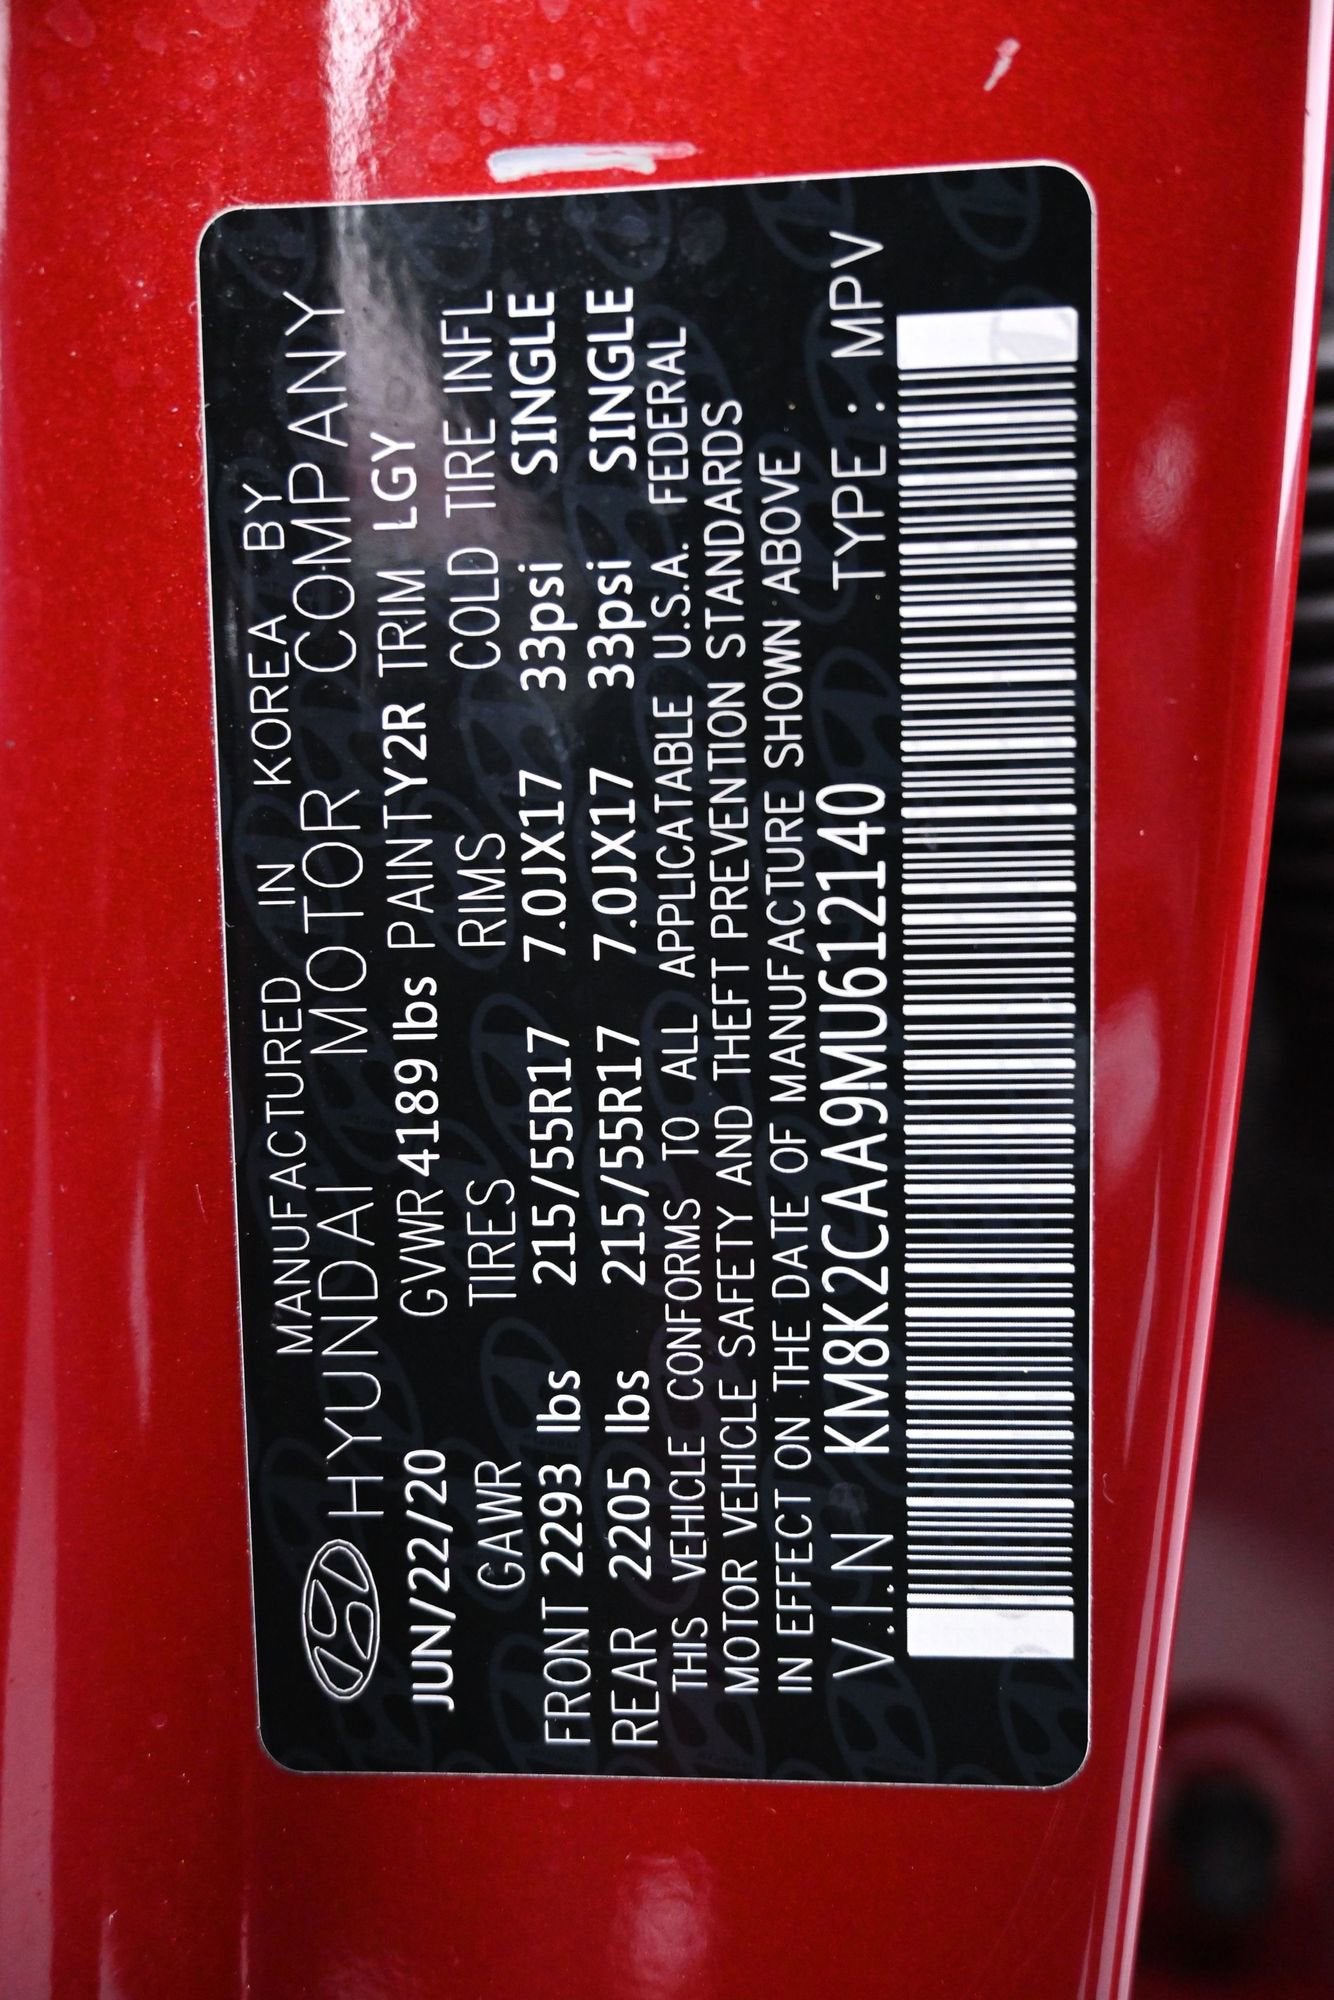 MANUFACTURED IN KOREA BY
HYUNDAI MOTOR COMPANY
JUN/22/20 GVWR 4189 lbs PAINT Y2R TRIM LGY
GAWR TIRES RIMS COLD TIRE INFL
FRONT 2293 lbs 215/55R17 7.0JX17 33psi SINGLE
REAR 2205 lbs 215/55R17 7.0JX17 33psi SINGLE
THIS VEHICLE CONFORMS TO ALL APPLICATABLE U.S.A. FEDERAL
MOTOR VEHICLE SAFETY AND THEFT PREVENTION STANDARDS
IN EFFECT ON THE DATE OF MANUFACTURE SHOWN ABOVE
V.I.N KM8K2CAA9MU612140 TYPE : MPV